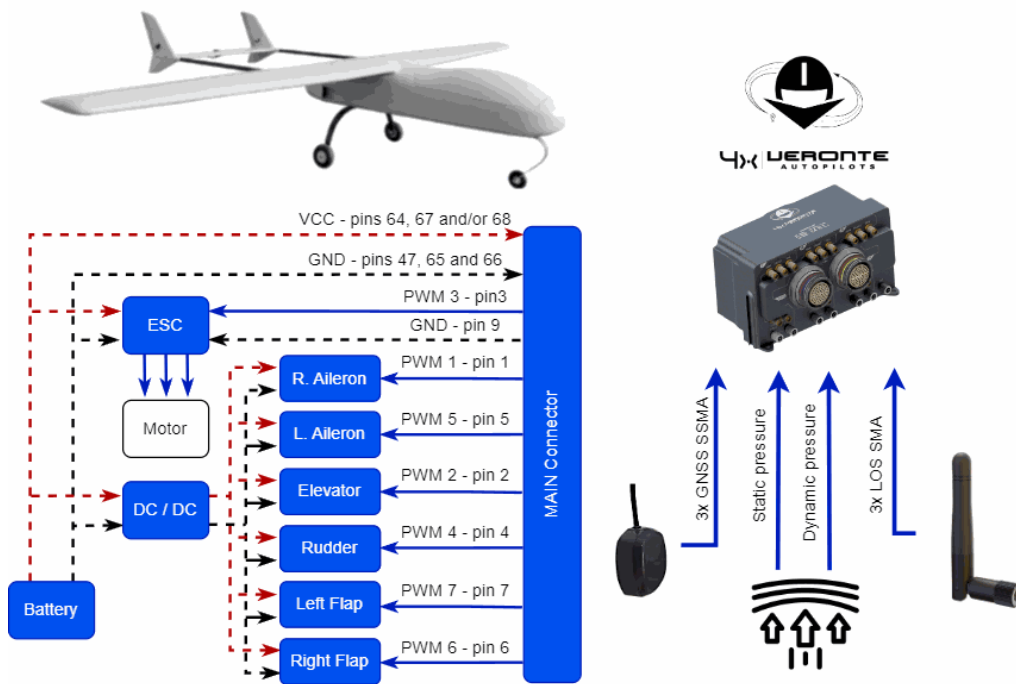 4x VERONTE
AUTOPILOTS
VCC - pins 64, 67 and/or 68
GND - pins 47, 65 and 66
PWM 3 - pin3
ESC
GND - pin 9
PWM 1 - pin 1
R. Aileron
Motor
PWM 5 - pin 5
L. Aileron
PWM 2 - pin 2
Elevator
DC / DC
PWM 4 - pin 4
Rudder
PWM 7 - pin 7
Left Flap
Battery
PWM 6 - pin 6
Right Flap
MAIN Connector
3x GNSS SSMA
Static pressure
Dynamic pressure
3x LOS SMA